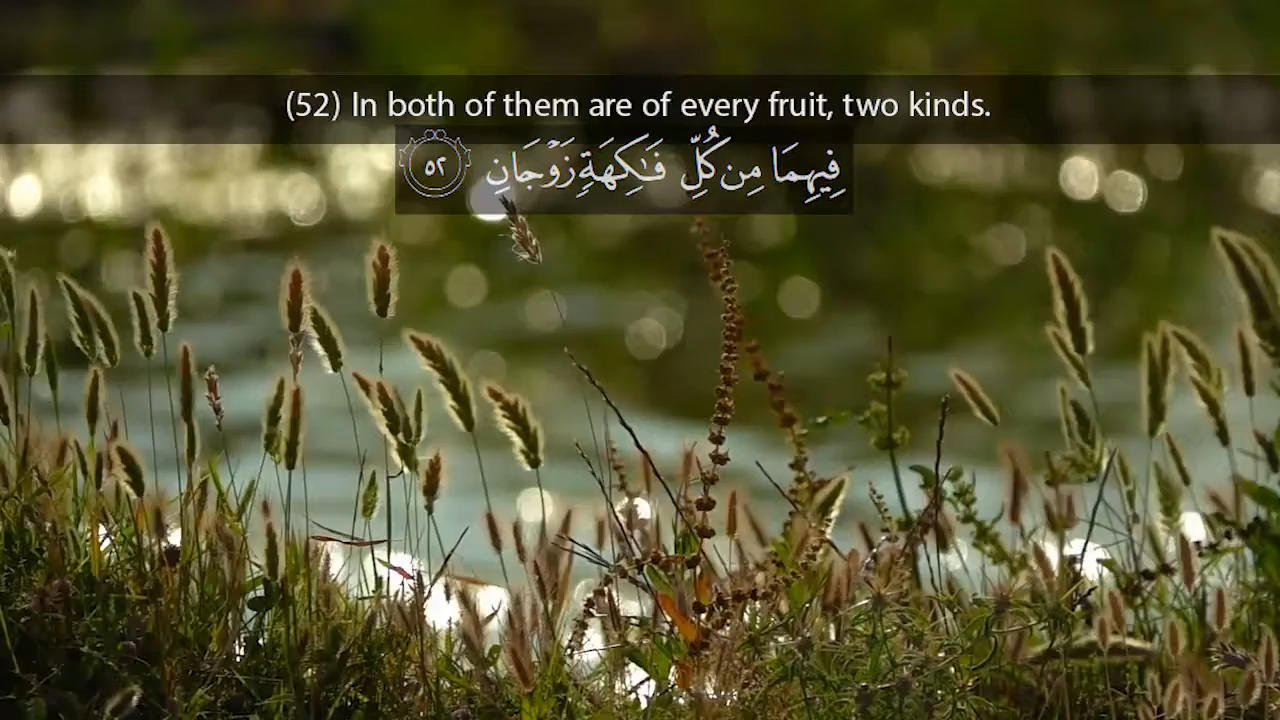 (52) In both of them are of every fruit, two kinds.
فِيهِمَا مِن كُلِّ فَـٰكِهَةٍ زَوْجَانِ ٥٢